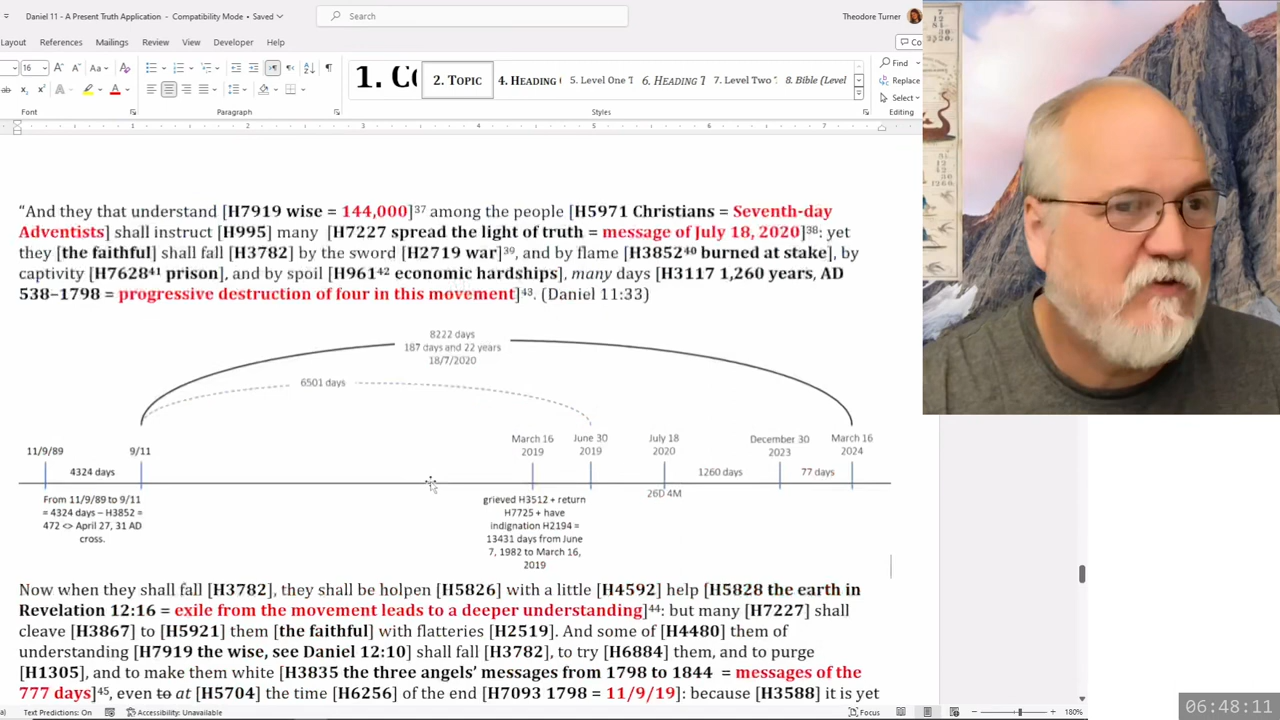 Daniel 11 - A Present Truth Application - Compatibility Mode • Saved
Search
Theodore Turner
Layout References Mailings Review View Developer Help
16
Find
Replace
Select
2. TOPIC
4. HEADING
5. Level One
6. HEADING
7. Level Two
8. Bible (Level
Font
Paragraph
Styles
Editing
1 2 3 4 5 6 7
“And they that understand [H7919 wise = 144,000]37 among the people [H5971 Christians = Seventh-day
Adventists] shall instruct [H995] many [H7227 spread the light of truth = message of July 18, 2020]38: yet
they [the faithful] shall fall [H3782] by the sword [H2719 war]39, and by flame [H385240 burned at stake], by
captivity [H762841 prison], and by spoil [H96142 economic hardships], many days [H3117 1,260 years, AD
538–1798 = progressive destruction of four in this movement]43. (Daniel 11:33)
8222 days
187 days and 22 years
18/7/2020
6501 days
11/9/89
9/11
March 16
2019
June 30
2019
July 18
2020
December 30
2023
March 16
2024
4324 days
1260 days
77 days
26D 4M
From 11/9/89 to 9/11
= 4324 days – H3852 =
472 <> April 27, 31 AD
cross.
grieved H3512 + return
H7725 + have
indignation H2194 =
13431 days from June
7, 1982 to March 16,
2019
Now when they shall fall [H3782], they shall be holpen [H5826] with a little [H4592] help [H5828 the earth in
Revelation 12:16 = exile from the movement leads to a deeper understanding]44: but many [H7227] shall
cleave [H3867] to [H5921] them [the faithful] with flatteries [H2519]. And some of [H4480] them of
understanding [H7919 the wise, see Daniel 12:10] shall fall [H3782], to try [H6884] them, and to purge
[H1305], and to make them white [H3835 the three angels’ messages from 1798 to 1844 = messages of the
777 days]45, even to at [H5704] the time [H6256] of the end [H7093 1798 = 11/9/19]: because [H3588] it is yet
Text Predictions: On
Accessibility: Unavailable
Focus
180%
06:48:11